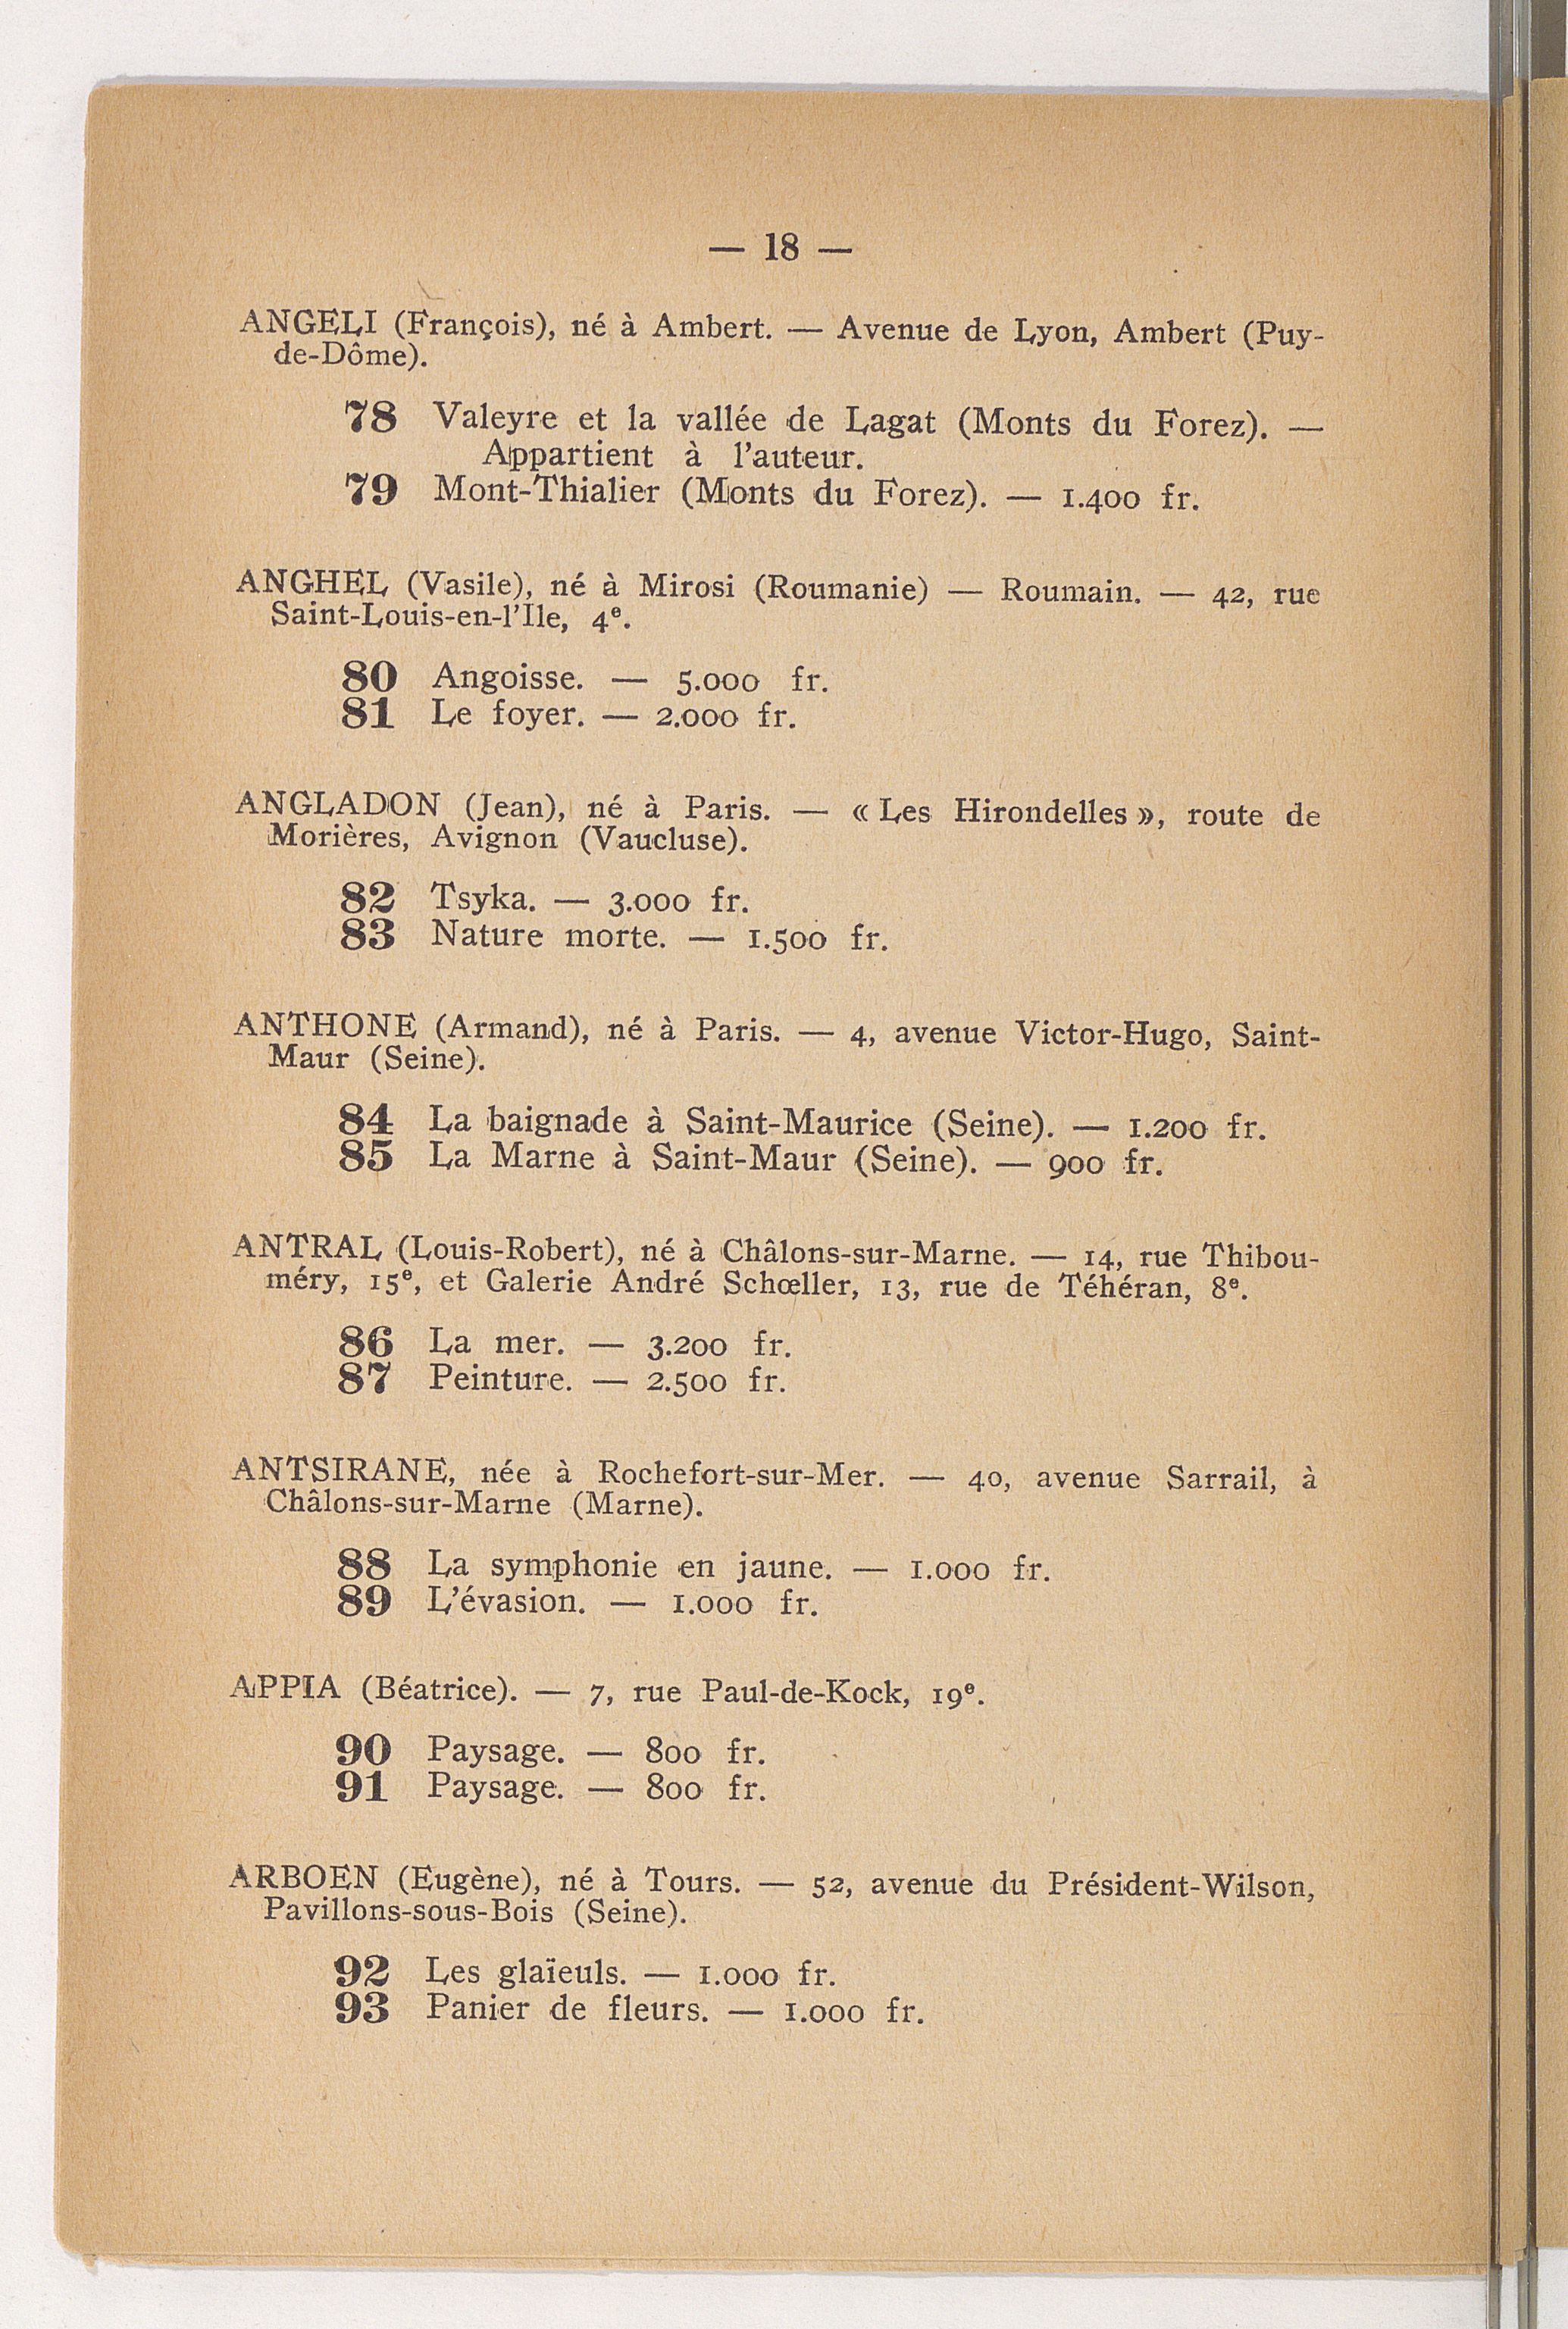 — 18 —
ANGELI (François), né à Ambert. — Avenue de Lyon, Ambert (Puy-
de-Dôme).
78 Valeyre et la vallée de Lagat (Monts du Forez). —
Appartient à l'auteur.
79 Mont-Thialier (Monts du Forez). — 1.400 fr.
ANGHEL (Vasile), né à Mirosi (Roumanie) — Roumain. — 42, rue
Saint-Louis-en-l'Ile, 4e.
80 Angoisse. — 5.000 fr.
81 Le foyer. — 2.000 fr.
ANGLADON (Jean), né à Paris. — « Les Hirondelles », route de
Morières, Avignon (Vaucluse).
82 Tsyka. — 3.000 fr.
83 Nature morte. — 1.500 fr.
ANTHONE (Armand), né à Paris. — 4, avenue Victor-Hugo, Saint-
Maur (Seine).
84 La baignade à Saint-Maurice (Seine). — 1.200 fr.
85 La Marne à Saint-Maur (Seine). — 900 fr.
ANTRAL (Louis-Robert), né à Châlons-sur-Marne. — 14, rue Thibou-
méry, 15e, et Galerie André Schœller, 13, rue de Téhéran, 8e.
86 La mer. — 3.200 fr.
87 Peinture. — 2.500 fr.
ANTSIRANE, née à Rochefort-sur-Mer. — 40, avenue Sarrail, à
Châlons-sur-Marne (Marne).
88 La symphonie en jaune. — 1.000 fr.
89 L'évasion. — 1.000 fr.
APPIA (Béatrice). — 7, rue Paul-de-Kock, 19e.
90 Paysage. — 800 fr.
91 Paysage. — 800 fr.
ARBOEN (Eugène), né à Tours. — 52, avenue du Président-Wilson,
Pavillons-sous-Bois (Seine).
92 Les glaïeuls. — 1.000 fr.
93 Panier de fleurs. — 1.000 fr.